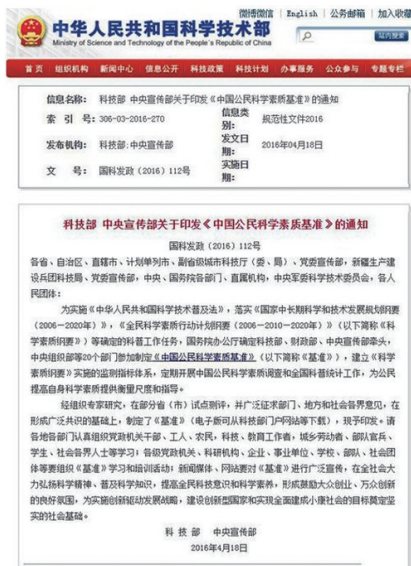 微博微信 | English | 公务邮箱 | 加入收藏
中华人民共和国科学技术部
Ministry of Science and Technology of the People's Republic of China
站内搜索
首页 组织机构 新闻中心 信息公开 科技政策 科技计划 办事服务 公众参与 专题专栏
信息名称: 科技部 中央宣传部关于印发《中国公民科学素质基准》的通知
索 引 号: 306-03-2016-270 信息类别: 规范性文件2016
发布机构: 科技部;中央宣传部 发文日期: 2016年04月18日
文 号: 国科发政〔2016〕112号 实施日期:
科技部 中央宣传部关于印发《中国公民科学素质基准》的通知
国科发政〔2016〕112号
各省、自治区、直辖市、计划单列市、副省级城市科技厅(委、局)、党委宣传部,新疆生产建
设兵团科技局、党委宣传部,中央、国务院各部门、直属机构,中央军委科学技术委员会,各人
民团体:
为实施《中华人民共和国科学技术普及法》,落实《国家中长期科学和技术发展规划纲要
(2006-2020年)》,《全民科学素质行动计划纲要(2006-2010-2020年)》(以下简称《科
学素质纲要》)等确定的科普工作任务,国务院办公厅确定科技部、财政部、中央宣传部牵头,
中央组织部等20个部门参加制定《中国公民科学素质基准》(以下简称《基准》),建立《科学
素质纲要》实施的监测指标体系,定期开展中国公民科学素质调查和全国科普统计工作,为公民
提高自身科学素质提供衡量尺度和指导。
经组织专家研究,在部分省(市)试点测评,并广泛征求部门、地方和社会各界意见,在
形成广泛共识的基础上,制定了《基准》(电子版可从科技部门户网站等下载),现予印发。请
各地各部门认真组织党政机关干部、工人、农民,科技、教育工作者,城乡劳动者、部队官兵、
学生、社会各界人士等学习;各级党政机关、科研机构、企业、事业单位、学校、部队、社会团
体等要组织《基准》学习和培训活动;新闻媒体、网站要对《基准》进行广泛宣传,在全社会大
力弘扬科学精神、普及科学知识,提高全民科技意识和科学素养,形成鼓励大众创业、万众创新
的良好氛围,为实施创新驱动发展战略,建设创新型国家和实现全面建成小康社会的目标奠定坚
实的社会基础。
科 技 部 中央宣传部
2016年4月18日